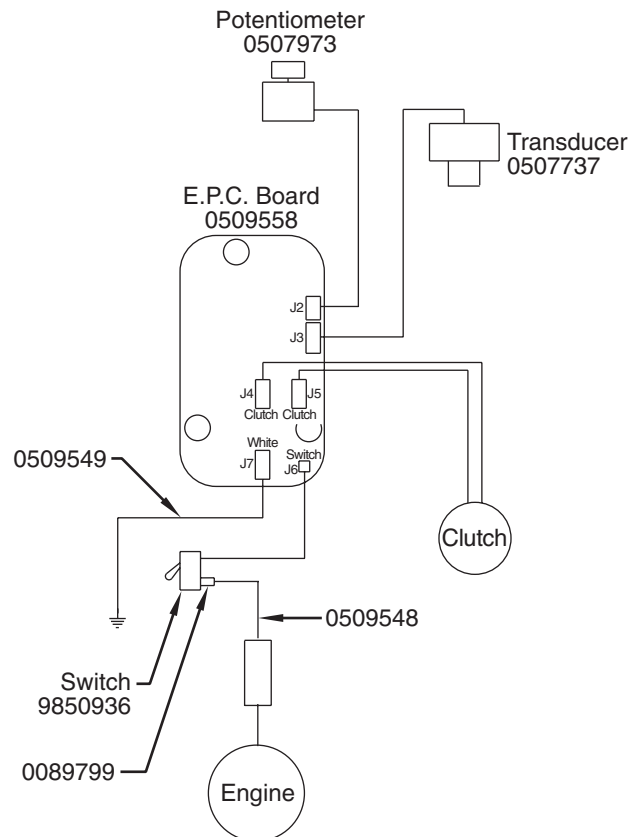 Potentiometer
0507973
Transducer
0507737
E.P.C. Board
0509558
J2
J3
J4
J5
Clutch
Clutch
White
Switch
J7
J6
0509549
Clutch
0509548
Switch
9850936
0089799
Engine